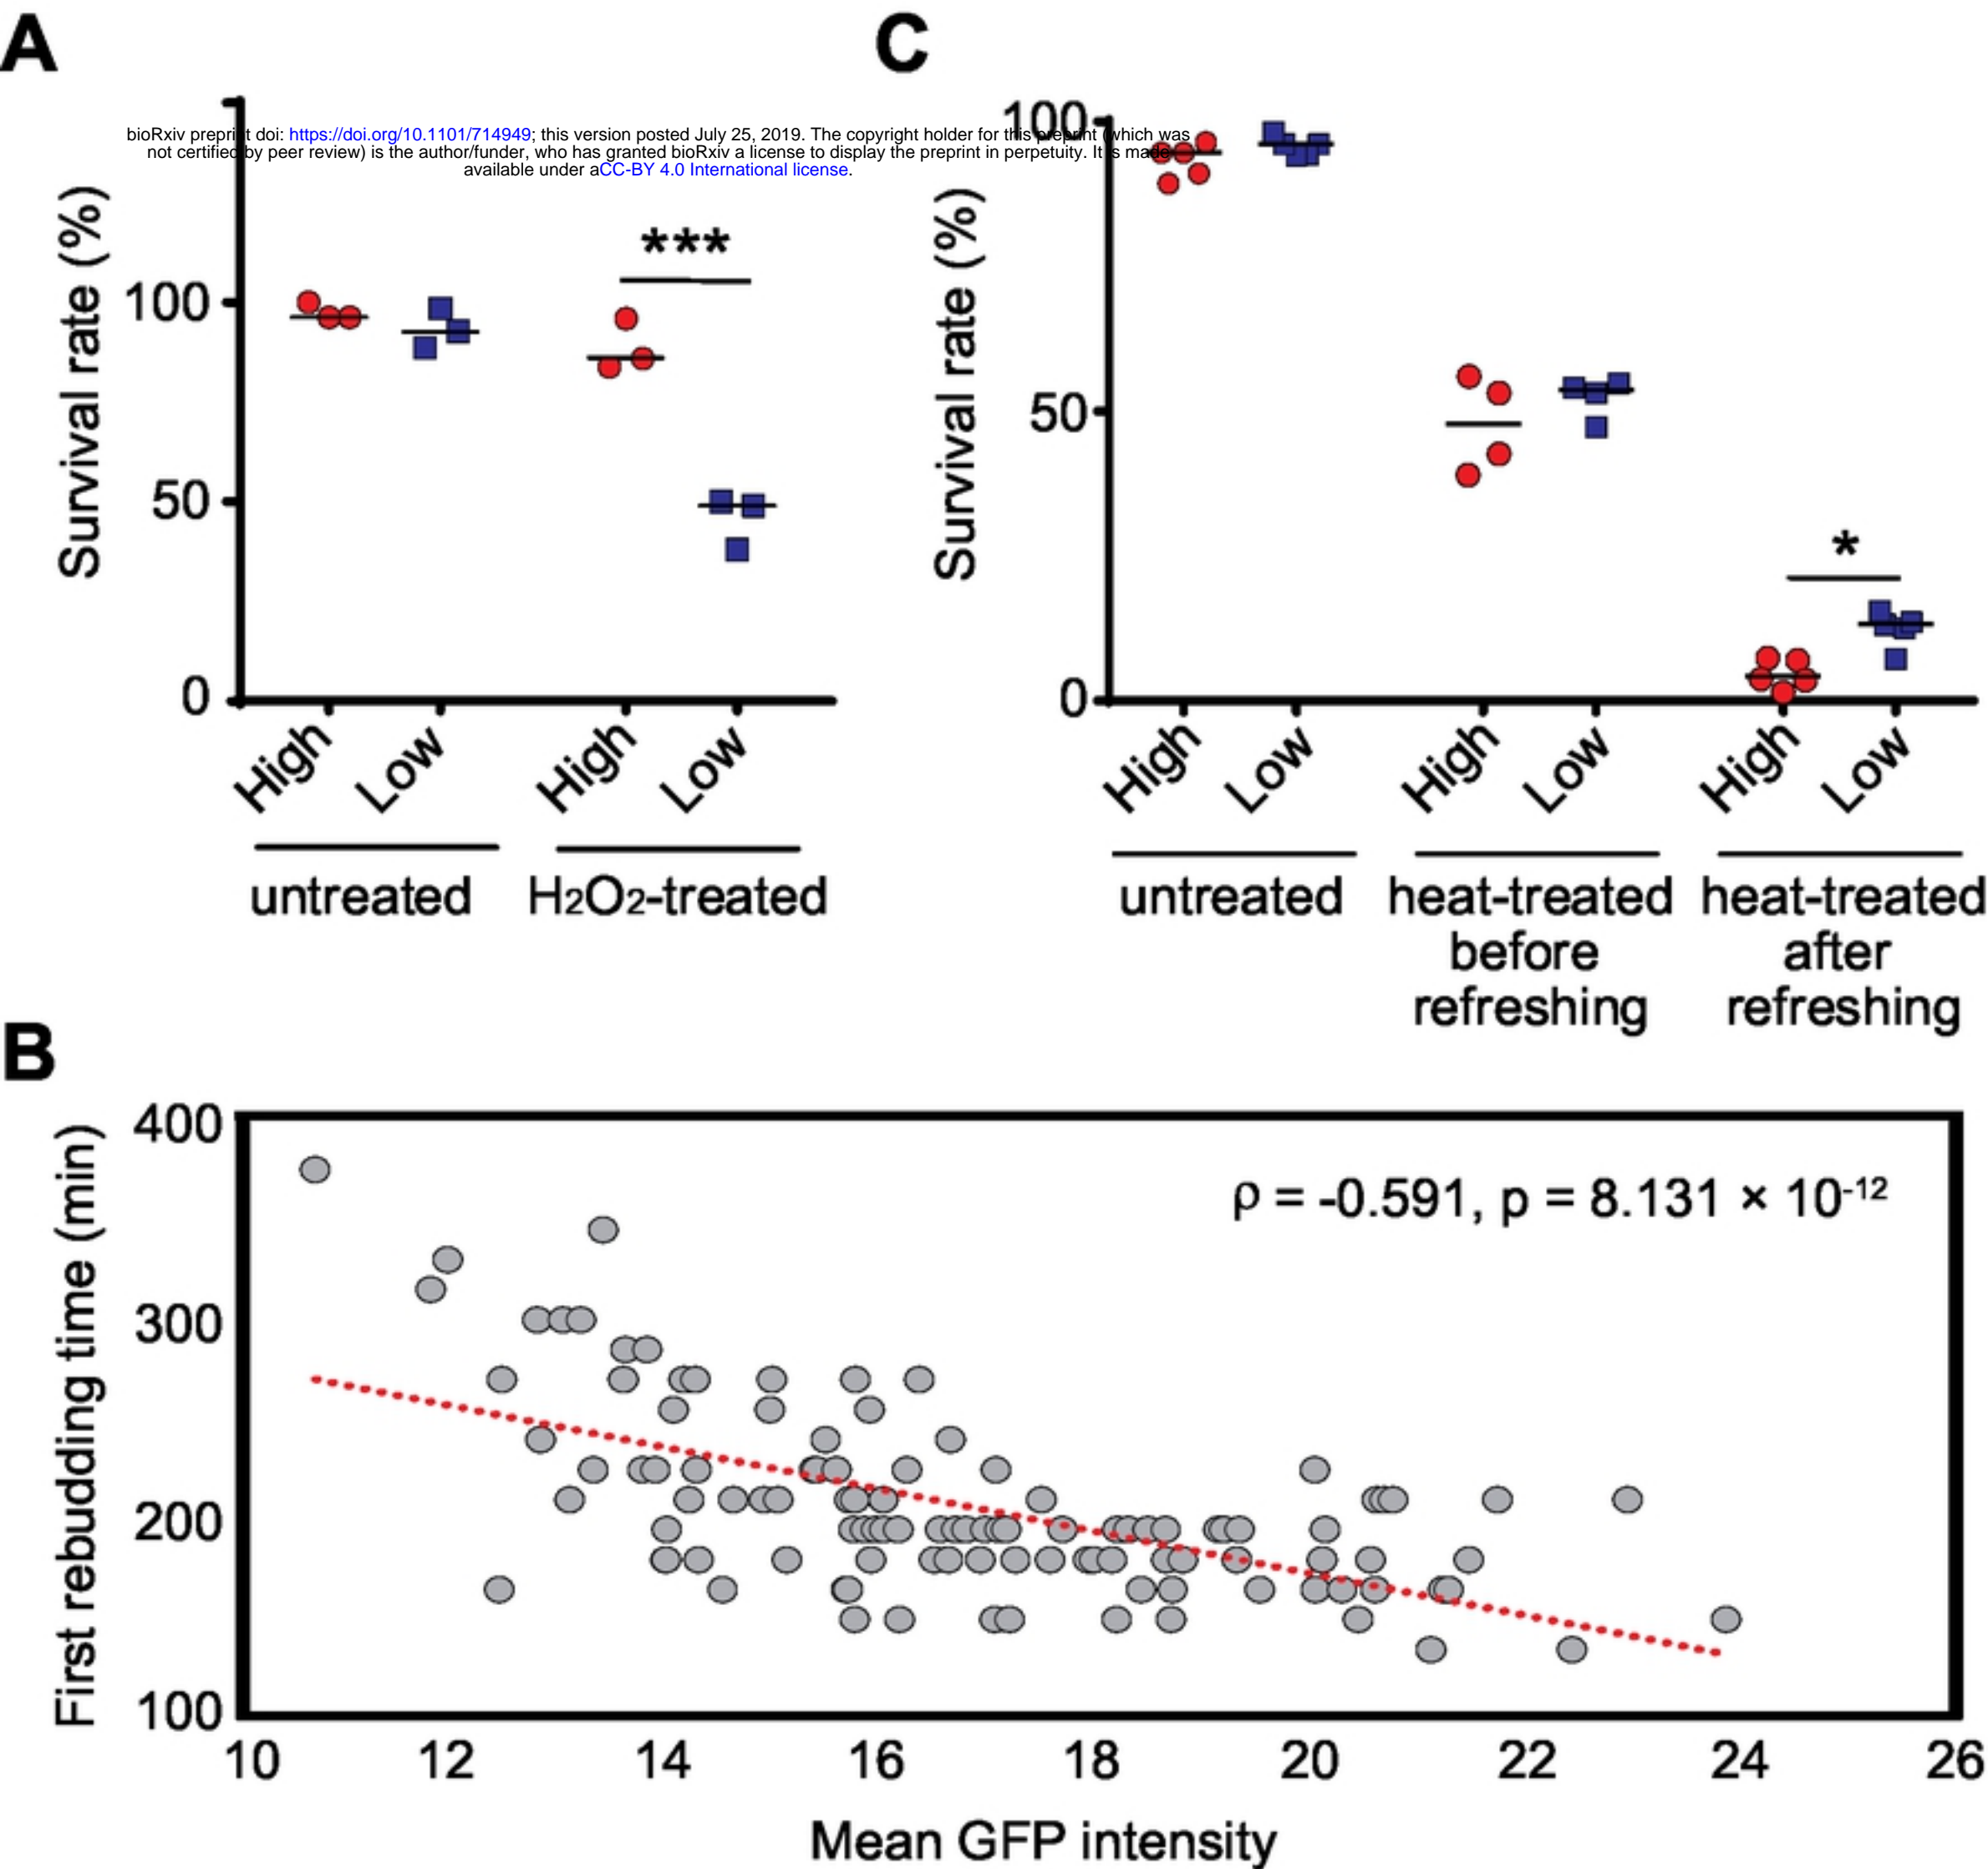 A
C
bioRxiv preprint doi: https://doi.org/10.1101/714949; this version posted July 25, 2019. The copyright holder for this preprint (which was
not certified by peer review) is the author/funder, who has granted bioRxiv a license to display the preprint in perpetuity. It is made
available under aCC-BY 4.0 International license.
Survival rate (%)
100
50
0
***
High
Low
High
Low
untreated
H2O2-treated
Survival rate (%)
100
50
0
*
High
Low
High
Low
High
Low
untreated
heat-treated
before
refreshing
heat-treated
after
refreshing
B
First rebudding time (min)
400
300
200
100
ρ = -0.591, p = 8.131 × 10-12
10 12 14 16 18 20 22 24 26
Mean GFP intensity